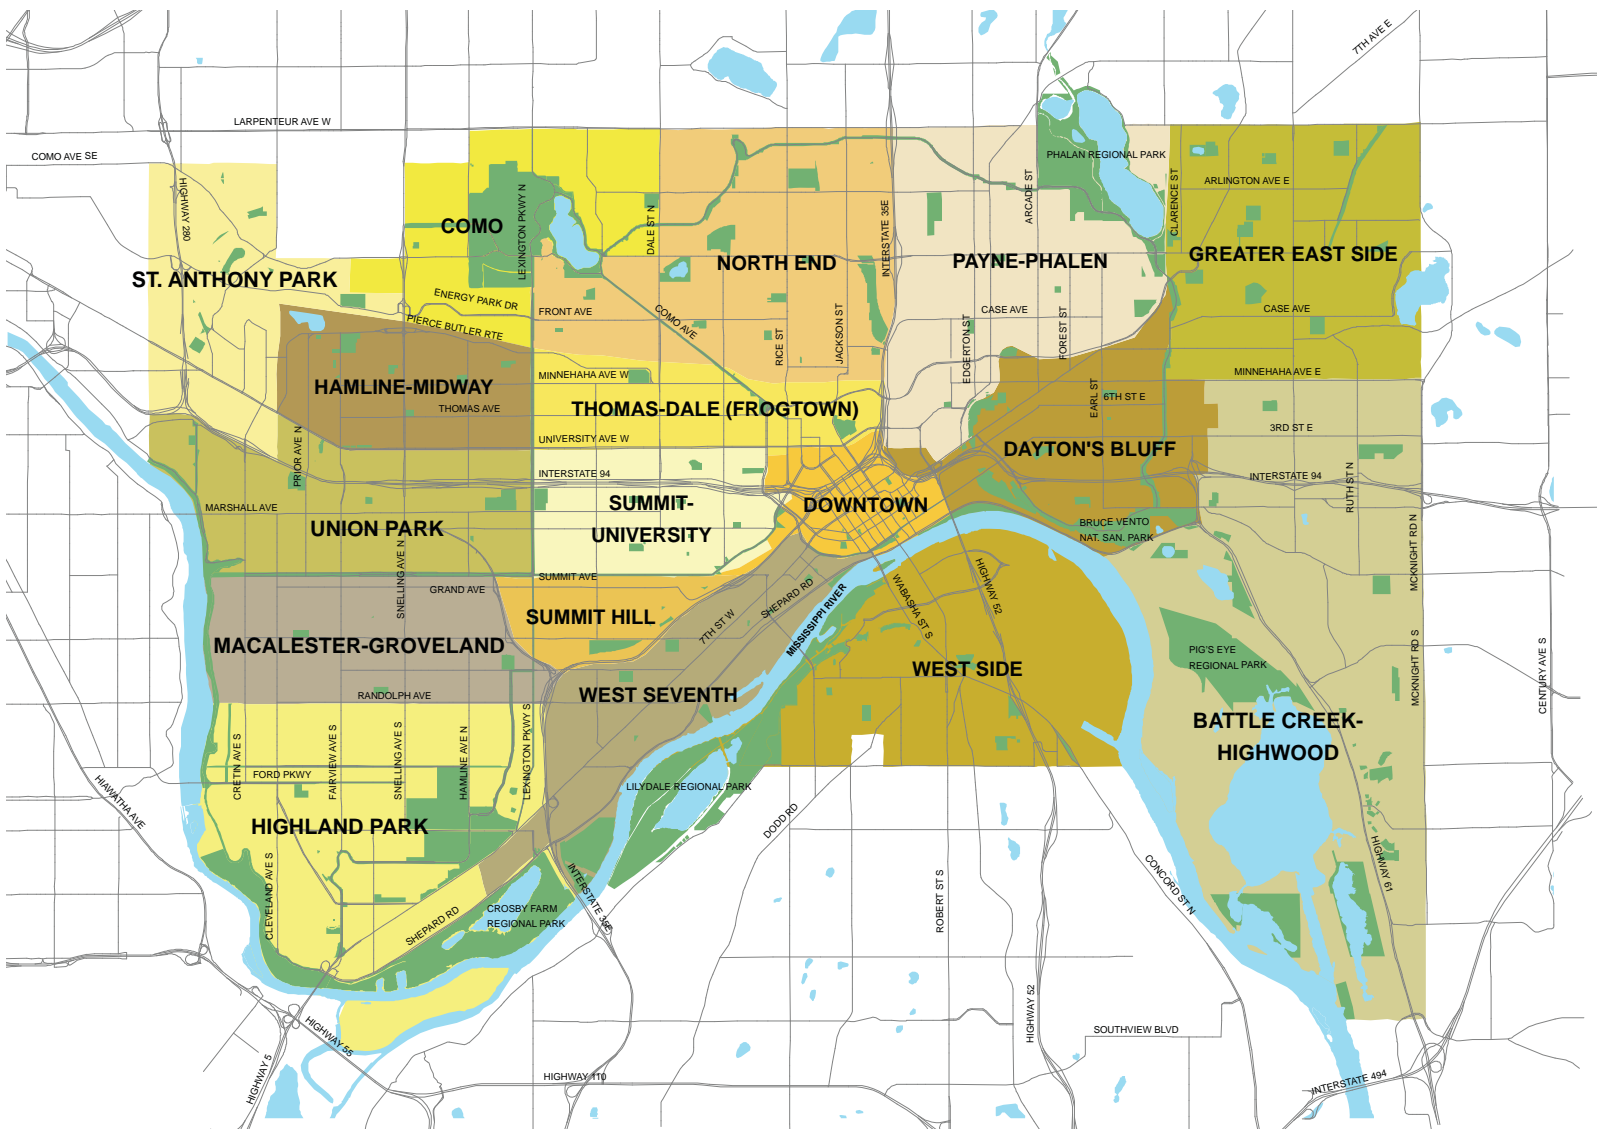 7TH AVE E
LARPENTEUR AVE W
COMO AVE SE
PHALAN REGIONAL PARK
HIGHWAY 280
LEXINGTON PKWY N
DALE ST N
INTERSTATE 35E
ARCADE ST
CLARENCE ST
ARLINGTON AVE E
COMO
NORTH END
PAYNE-PHALEN
GREATER EAST SIDE
ST. ANTHONY PARK
ENERGY PARK DR
PIERCE BUTLER RTE
FRONT AVE
COMO AVE
RICE ST
JACKSON ST
CASE AVE
EDGERTON ST
FOREST ST
CASE AVE
MINNEHAHA AVE W
MINNEHAHA AVE E
HAMLINE-MIDWAY
THOMAS AVE
THOMAS-DALE (FROGTOWN)
EARL ST
6TH ST E
3RD ST E
UNIVERSITY AVE W
PRIOR AVE N
DAYTON'S BLUFF
INTERSTATE 94
INTERSTATE 94
RUTH ST N
MARSHALL AVE
UNION PARK
SUMMIT-
UNIVERSITY
DOWNTOWN
BRUCE VENTO
NAT. SAN. PARK
MCKNIGHT RD N
SNELLING AVE N
GRAND AVE
SUMMIT AVE
SUMMIT HILL
SHEPARD RD
7TH ST W
MISSISSIPPI RIVER
WABASHA ST S
HIGHWAY 52
MACALESTER-GROVELAND
PIG'S EYE
REGIONAL PARK
MCKNIGHT RD S
CENTURY AVE S
WEST SIDE
WEST SEVENTH
RANDOLPH AVE
BATTLE CREEK-
HIGHWOOD
CRETIN AVE S
FAIRVIEW AVE S
SNELLING AVE S
HAMLINE AVE N
LEXINGTON PKWY S
FORD PKWY
HIAWATHA AVE
LILYDALE REGIONAL PARK
DODD RD
HIGHLAND PARK
CLEVELAND AVE S
SHEPARD RD
CROSBY FARM
REGIONAL PARK
INTERSTATE 35E
ROBERT ST S
CONCORD ST N
HIGHWAY 61
HIGHWAY 52
SOUTHVIEW BLVD
HIGHWAY 55
HIGHWAY 5
HIGHWAY 110
INTERSTATE 494